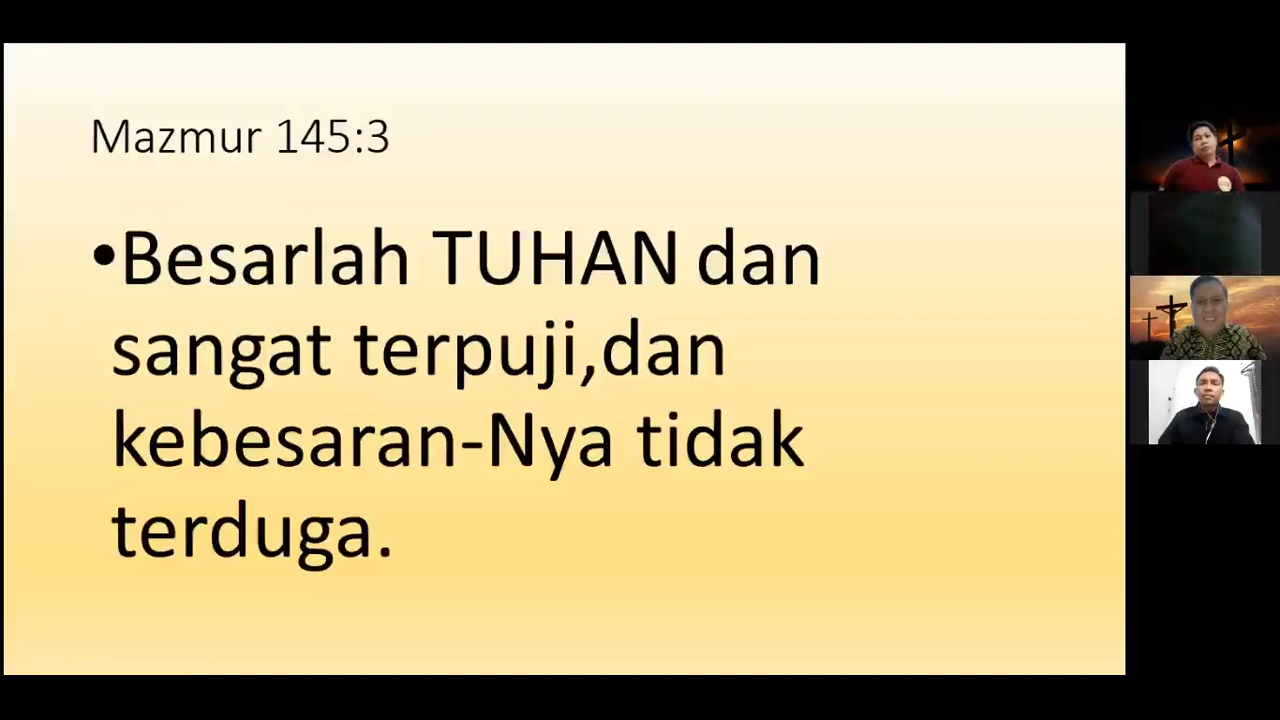 Mazmur 145:3
•Besarlah TUHAN dan
sangat terpuji,dan
kebesaran-Nya tidak
terduga.